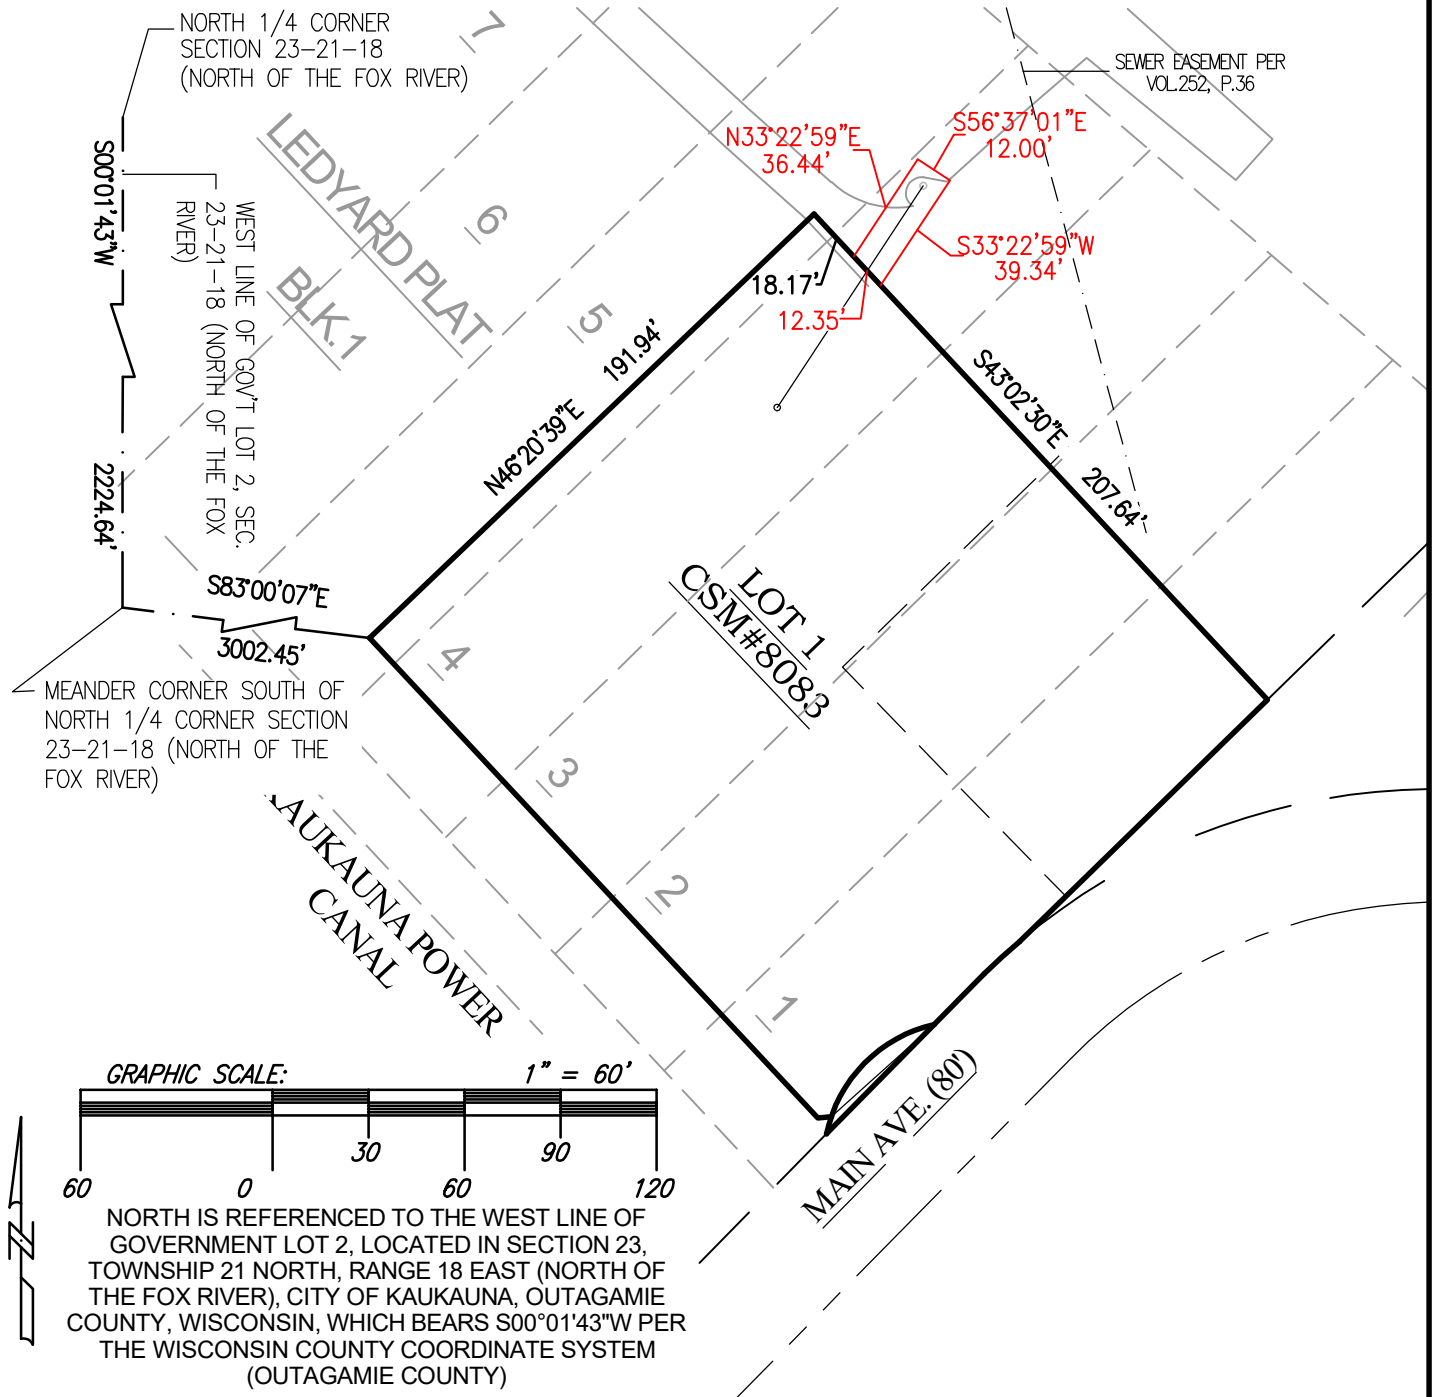 NORTH 1/4 CORNER
SECTION 23-21-18
(NORTH OF THE FOX RIVER)
7
SEWER EASEMENT PER
VOL.252, P.36
N33°22'59"E
36.44'
S56°37'01"E
12.00'
S33°22'59"W
39.34'
18.17'
12.35'
S00°01'43"W
2224.64'
WEST LINE OF GOV'T LOT 2, SEC.
23-21-18 (NORTH OF THE FOX
RIVER)
LEDYARD PLAT
BLK.1
6
5
191.94'
N46°20'39"E
S43°02'30"E
207.64'
S83°00'07"E
3002.45'
LOT 1
CSM#8083
4
3
2
1
MEANDER CORNER SOUTH OF
NORTH 1/4 CORNER SECTION
23-21-18 (NORTH OF THE
FOX RIVER)
KAUKAUNA POWER
CANAL
MAIN AVE. (80')
GRAPHIC SCALE: 1" = 60'
30 90
60 0 60 120
N
NORTH IS REFERENCED TO THE WEST LINE OF
GOVERNMENT LOT 2, LOCATED IN SECTION 23,
TOWNSHIP 21 NORTH, RANGE 18 EAST (NORTH OF
THE FOX RIVER), CITY OF KAUKAUNA, OUTAGAMIE
COUNTY, WISCONSIN, WHICH BEARS S00°01'43"W PER
THE WISCONSIN COUNTY COORDINATE SYSTEM
(OUTAGAMIE COUNTY)